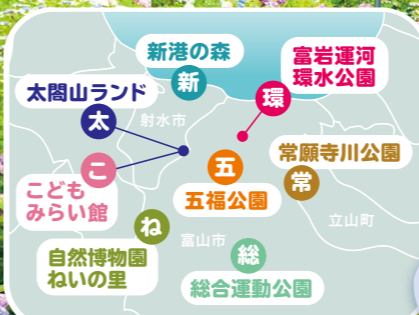 新港の森
新
富岩運河
環水公園
環
太閤山ランド
太
射水市
こ
こども
みらい館
五
五福公園
常願寺川公園
常
立山町
ね
自然博物園
ねいの里
富山市
総
総合運動公園